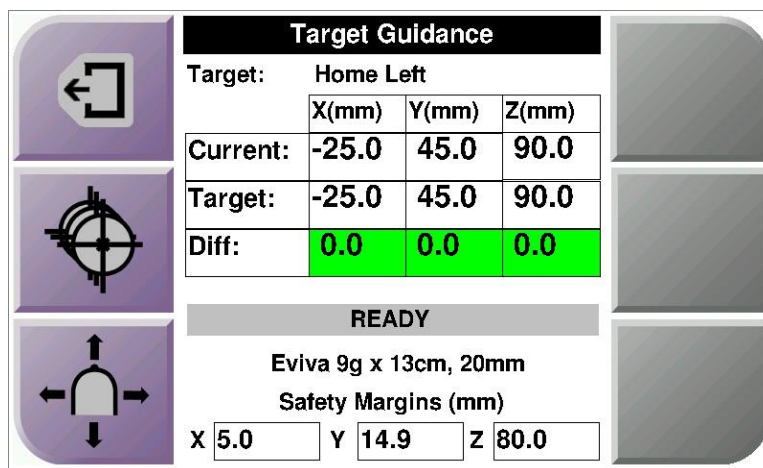 Target Guidance
Target: Home Left
X(mm) Y(mm) Z(mm)
Current: -25.0 45.0 90.0
Target: -25.0 45.0 90.0
Diff: 0.0 0.0 0.0
READY
Eviva 9g x 13cm, 20mm
Safety Margins (mm)
X 5.0 Y 14.9 Z 80.0